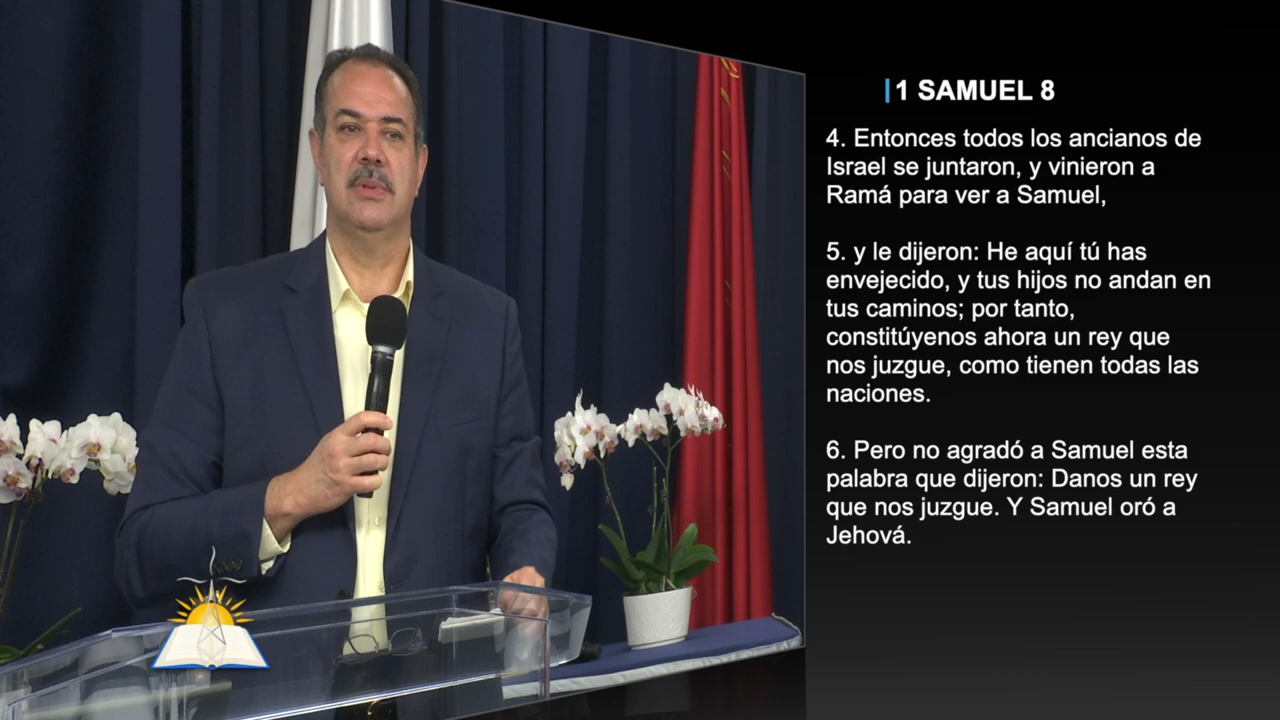 1 SAMUEL 8
4. Entonces todos los ancianos de
Israel se juntaron, y vinieron a
Ramá para ver a Samuel,
5. y le dijeron: He aquí tú has
envejecido, y tus hijos no andan en
tus caminos; por tanto,
constitúyenos ahora un rey que
nos juzgue, como tienen todas las
naciones.
6. Pero no agradó a Samuel esta
palabra que dijeron: Danos un rey
que nos juzgue. Y Samuel oró a
Jehová.